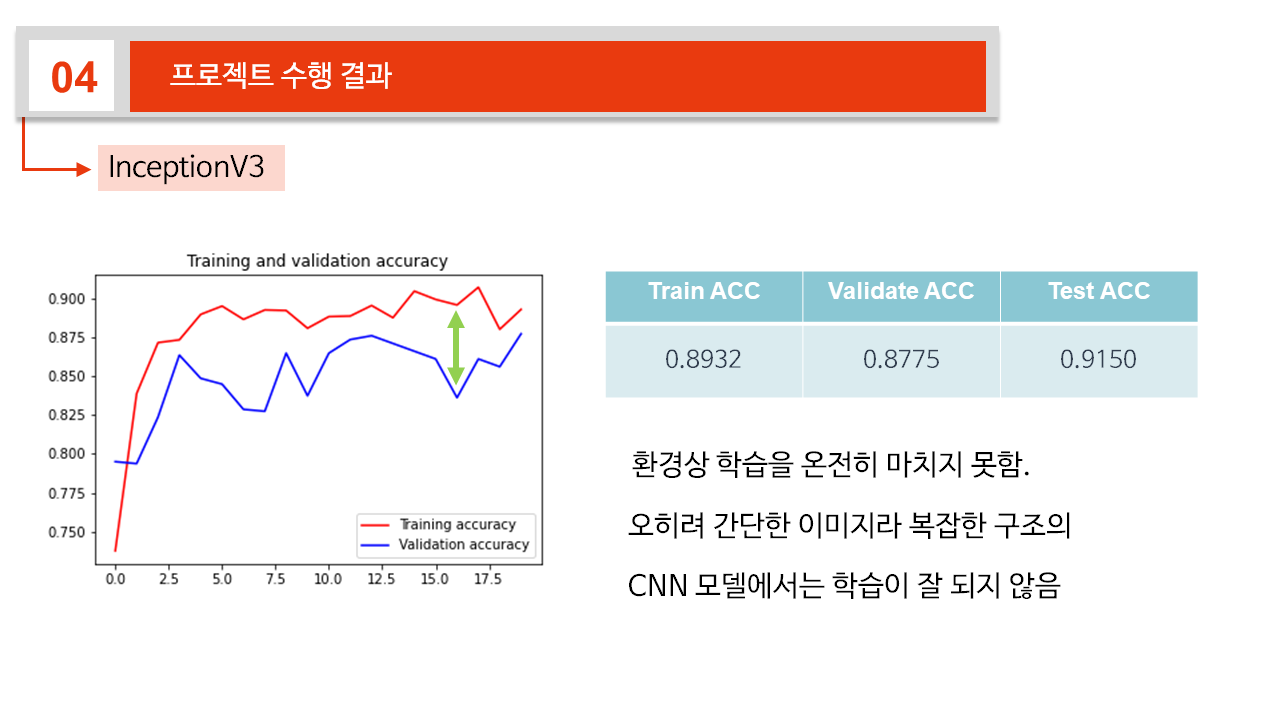 04
프로젝트 수행 결과
InceptionV3
Training and validation accuracy
0.900
0.875
0.850
0.825
0.800
0.775
0.750
0.0 2.5 5.0 7.5 10.0 12.5 15.0 17.5
Training accuracy
Validation accuracy
Train ACC Validate ACC Test ACC
0.8932 0.8775 0.9150
환경상 학습을 온전히 마치지 못함.
오히려 간단한 이미지라 복잡한 구조의
CNN 모델에서는 학습이 잘 되지 않음